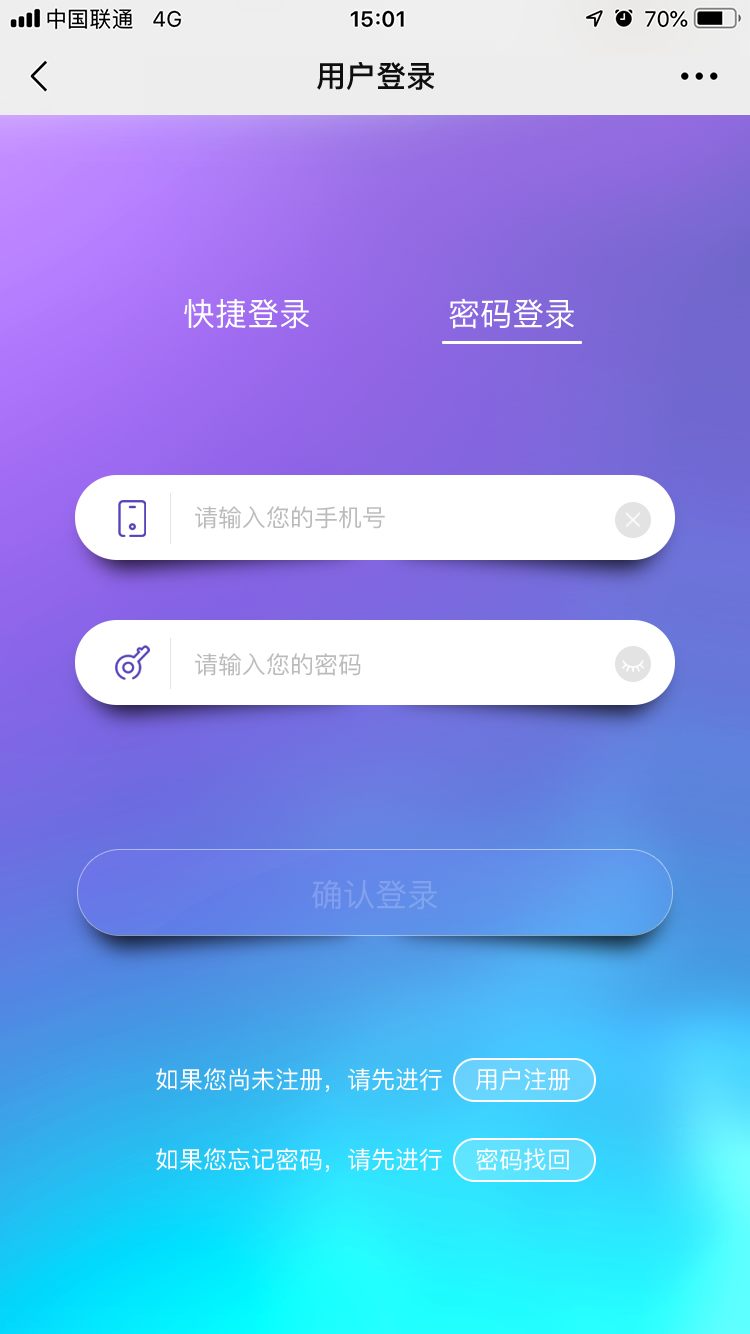 中国联通 4G 15:01 70%
用户登录
快捷登录 密码登录
请输入您的手机号
请输入您的密码
确认登录
如果您尚未注册，请先进行 用户注册
如果您忘记密码，请先进行 密码找回